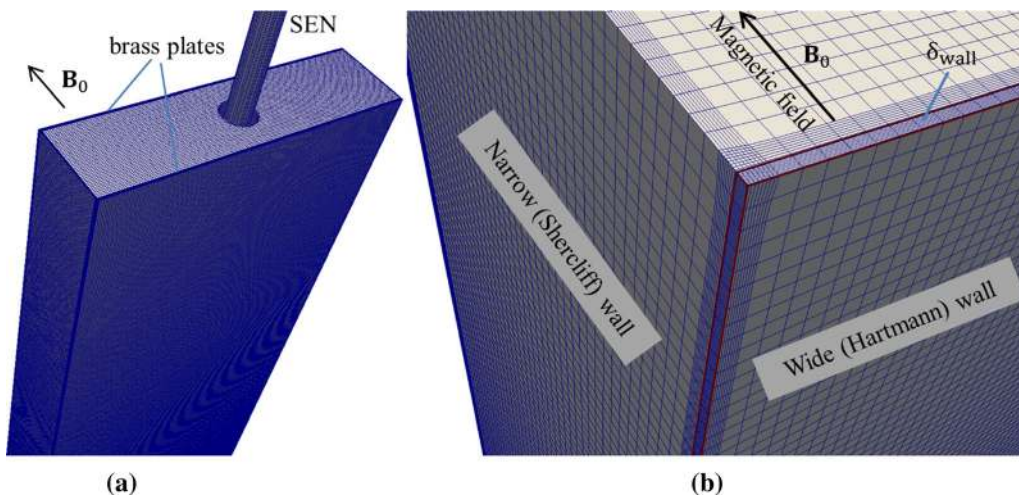 SEN
brass plates
B₀
(a)
Magnetic field
B₀
δwall
Narrow (Shercliff) wall
Wide (Hartmann) wall
(b)